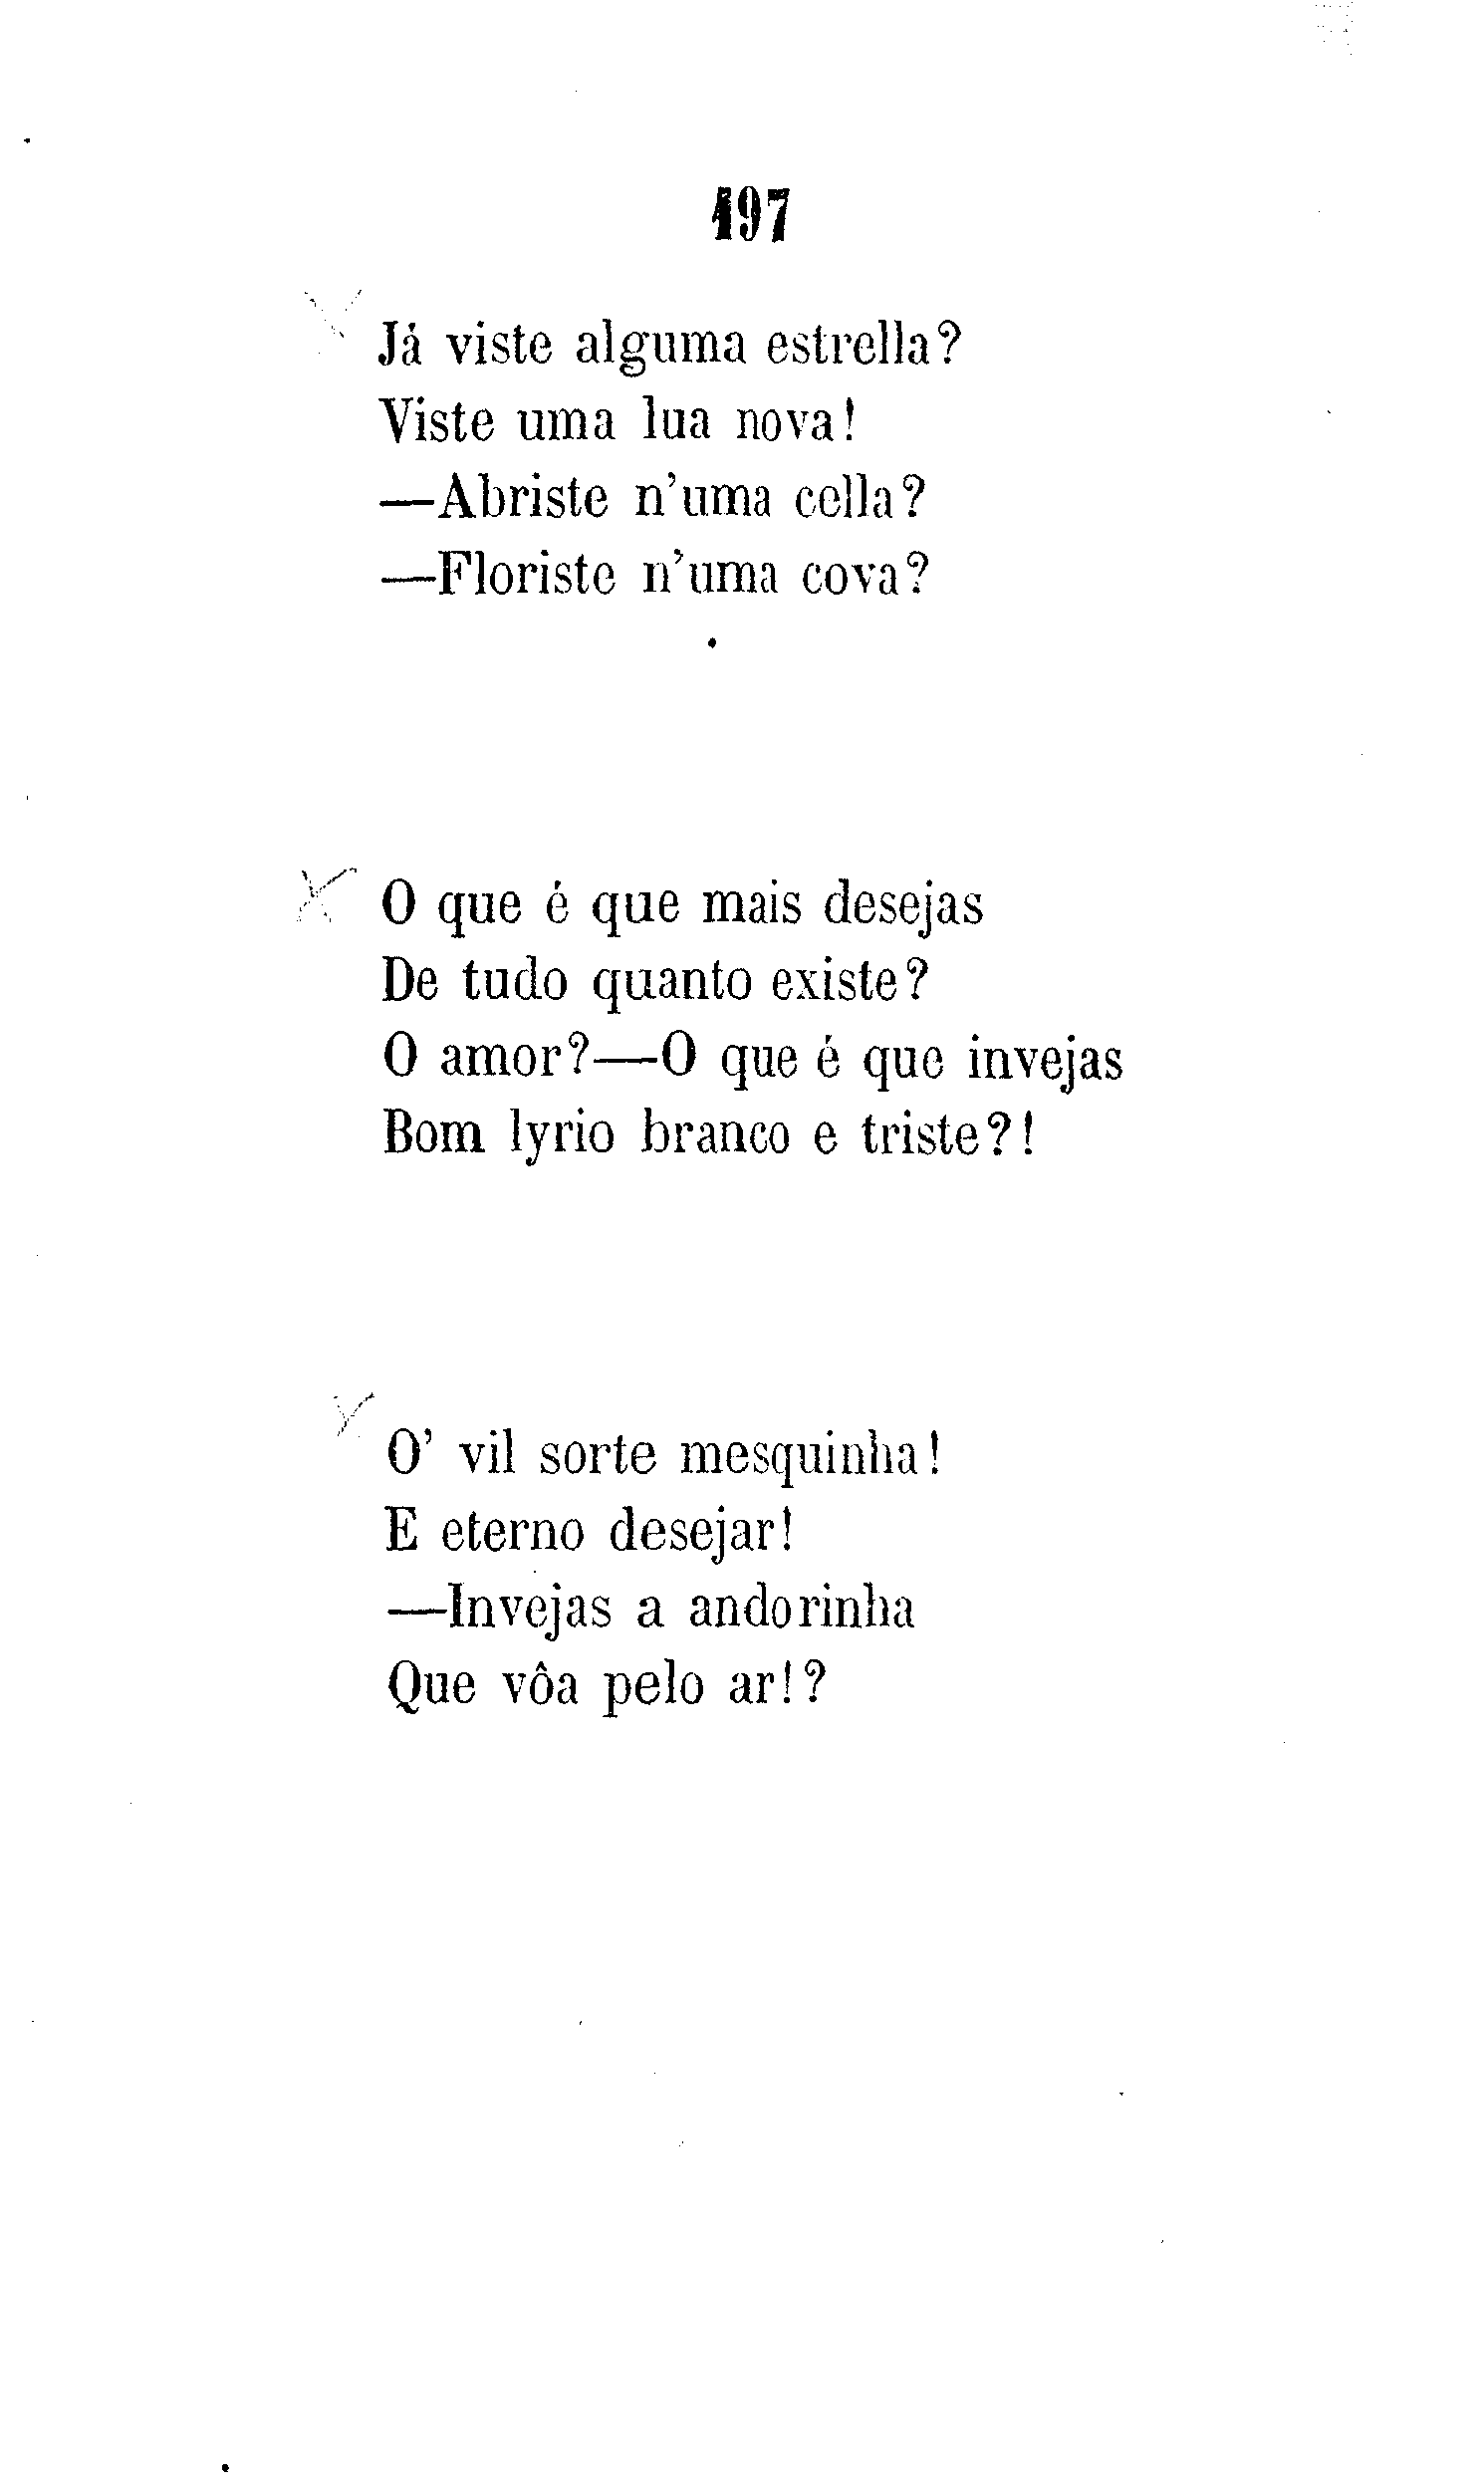 197
Já viste alguma estrella?
Viste uma lua nova!
—Abriste n'uma cella?
—Floriste n'uma cova?
O que é que mais desejas
De tudo quanto existe?
O amor?—O que é que invejas
Bom lyrio branco e triste?!
O' vil sorte mesquinha!
E eterno desejar!
—Invejas a andorinha
Que vôa pelo ar!?